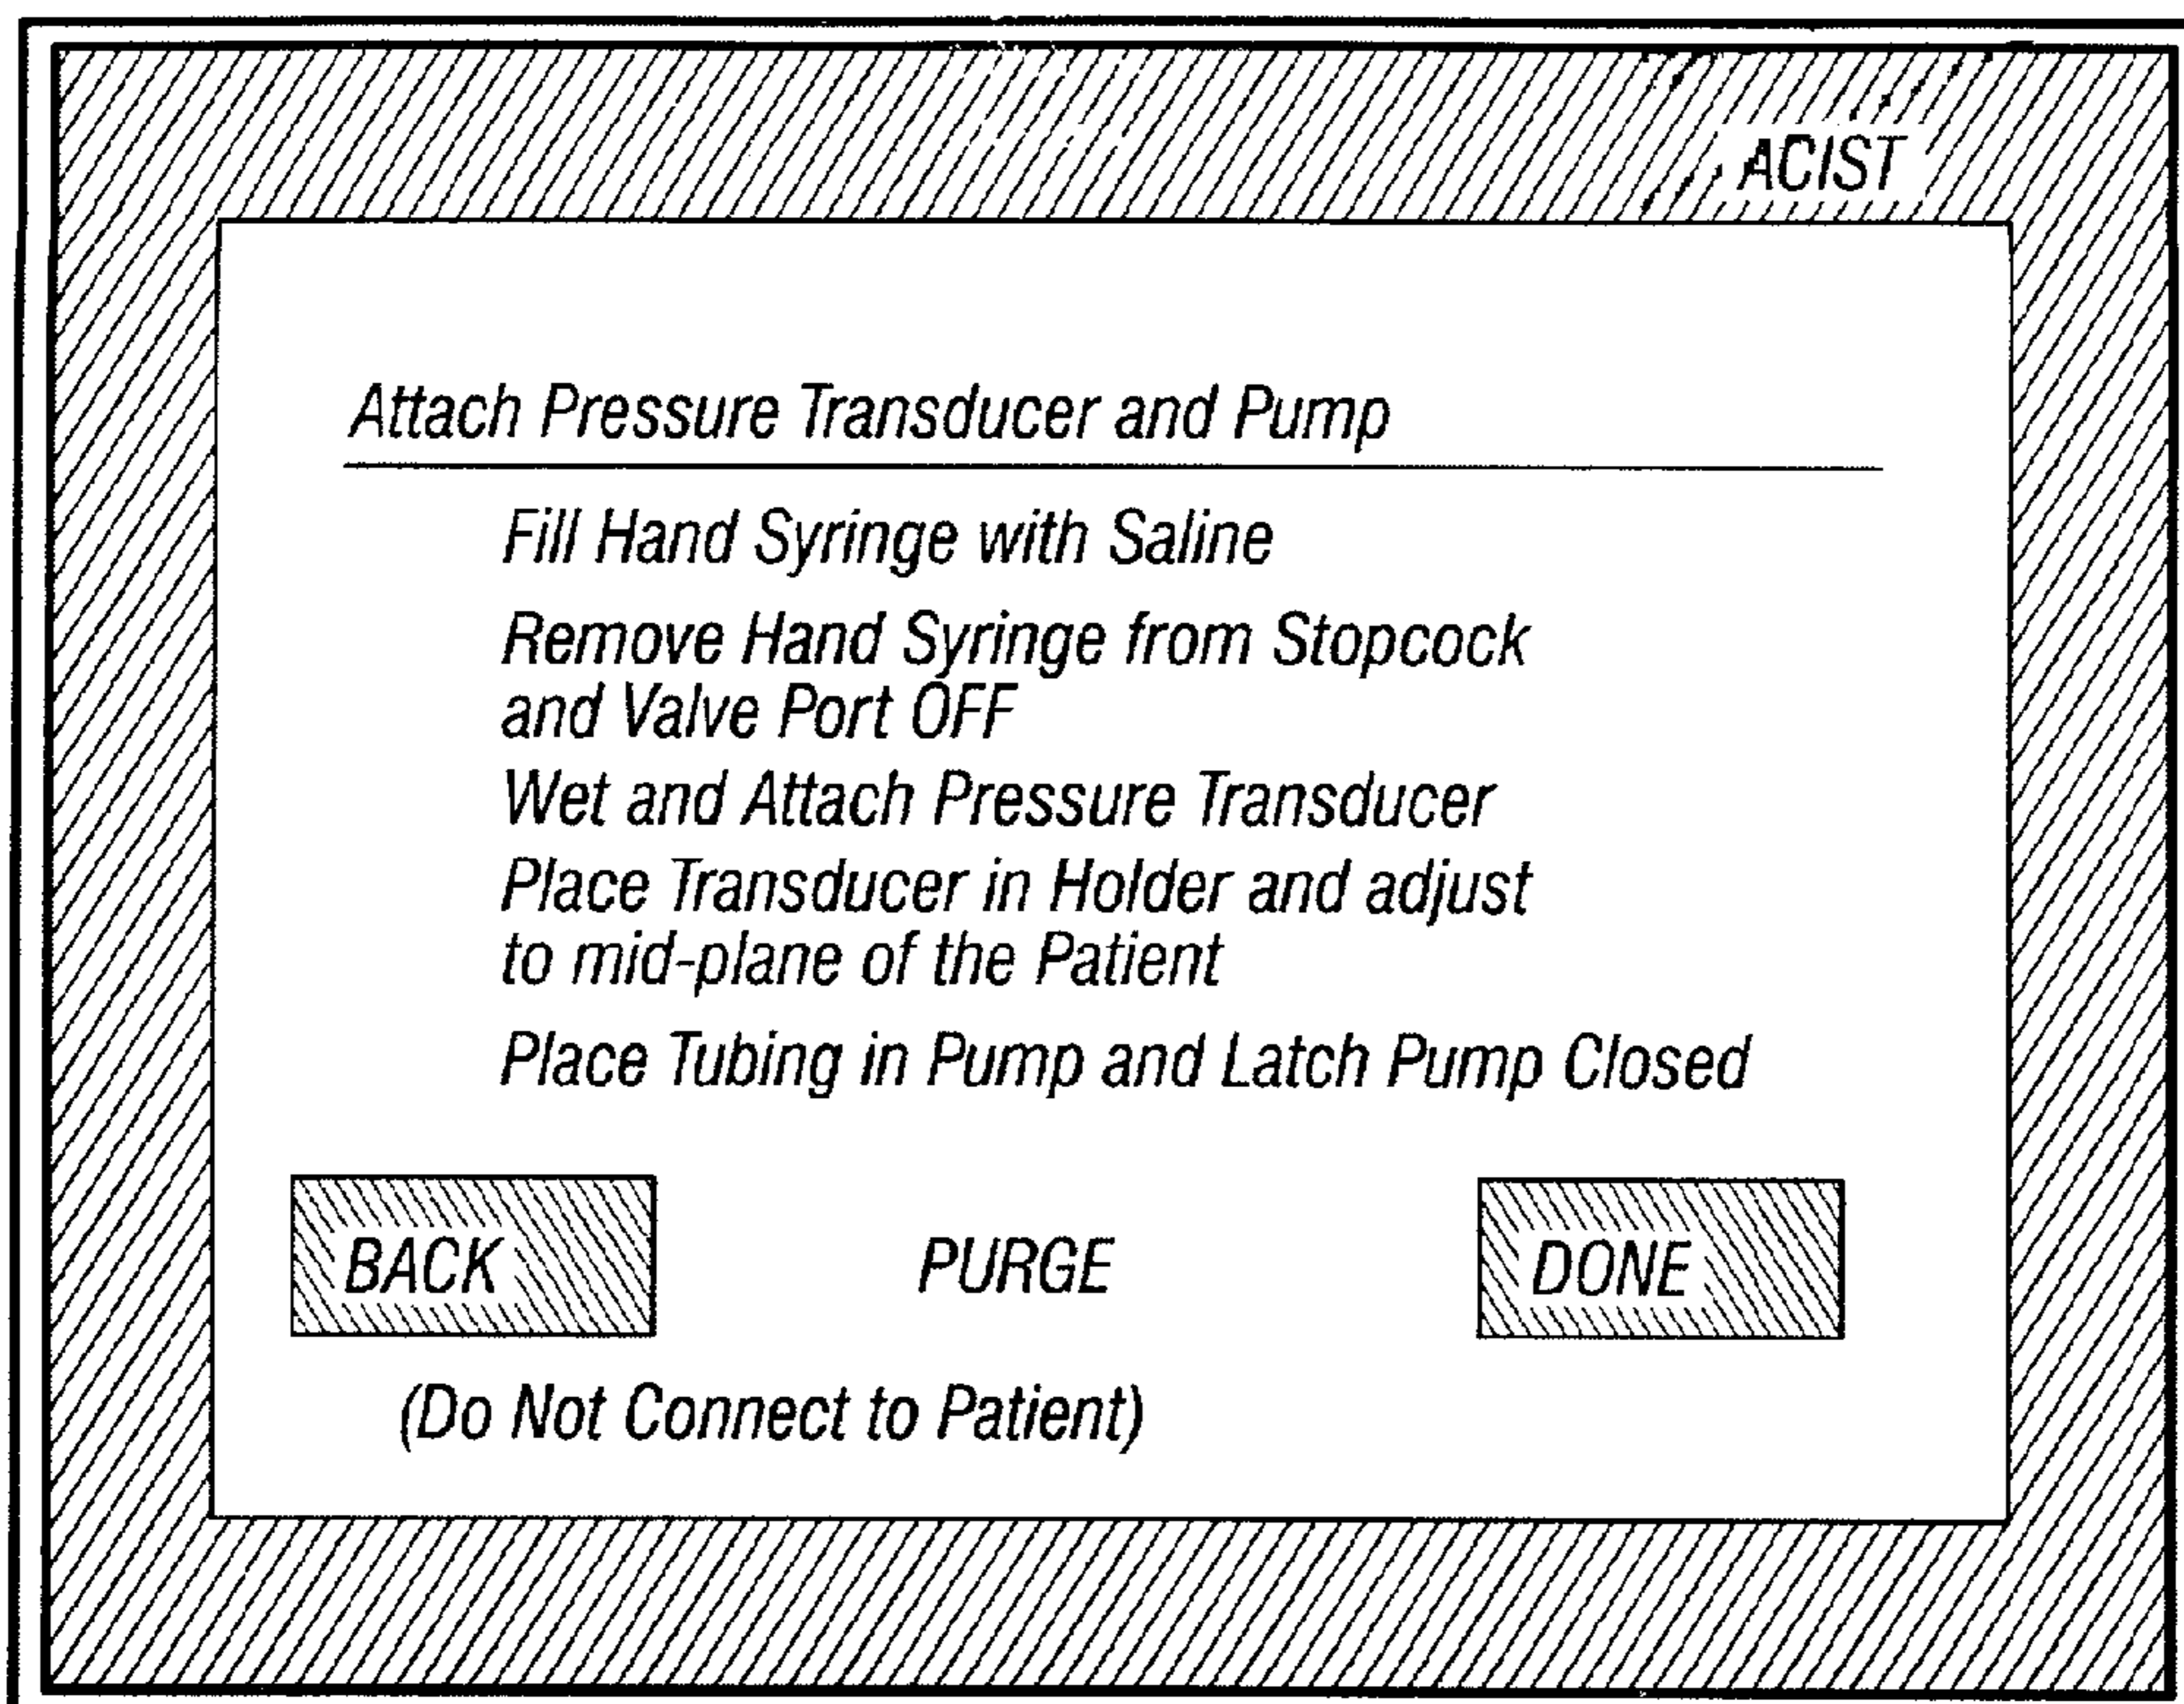 ACIST
Attach Pressure Transducer and Pump
Fill Hand Syringe with Saline
Remove Hand Syringe from Stopcock
and Valve Port OFF
Wet and Attach Pressure Transducer
Place Transducer in Holder and adjust
to mid-plane of the Patient
Place Tubing in Pump and Latch Pump Closed
BACK PURGE DONE
(Do Not Connect to Patient)